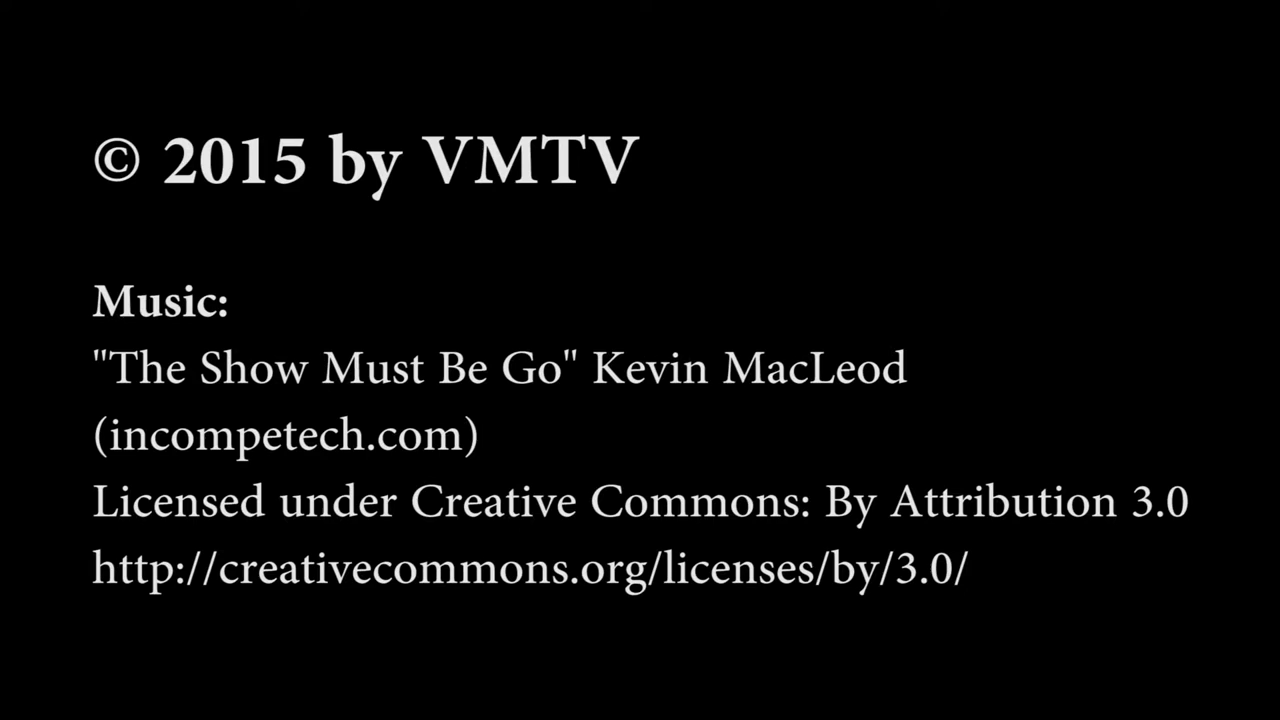 © 2015 by VMTV
Music:
"The Show Must Be Go" Kevin MacLeod
(incompetech.com)
Licensed under Creative Commons: By Attribution 3.0
http://creativecommons.org/licenses/by/3.0/